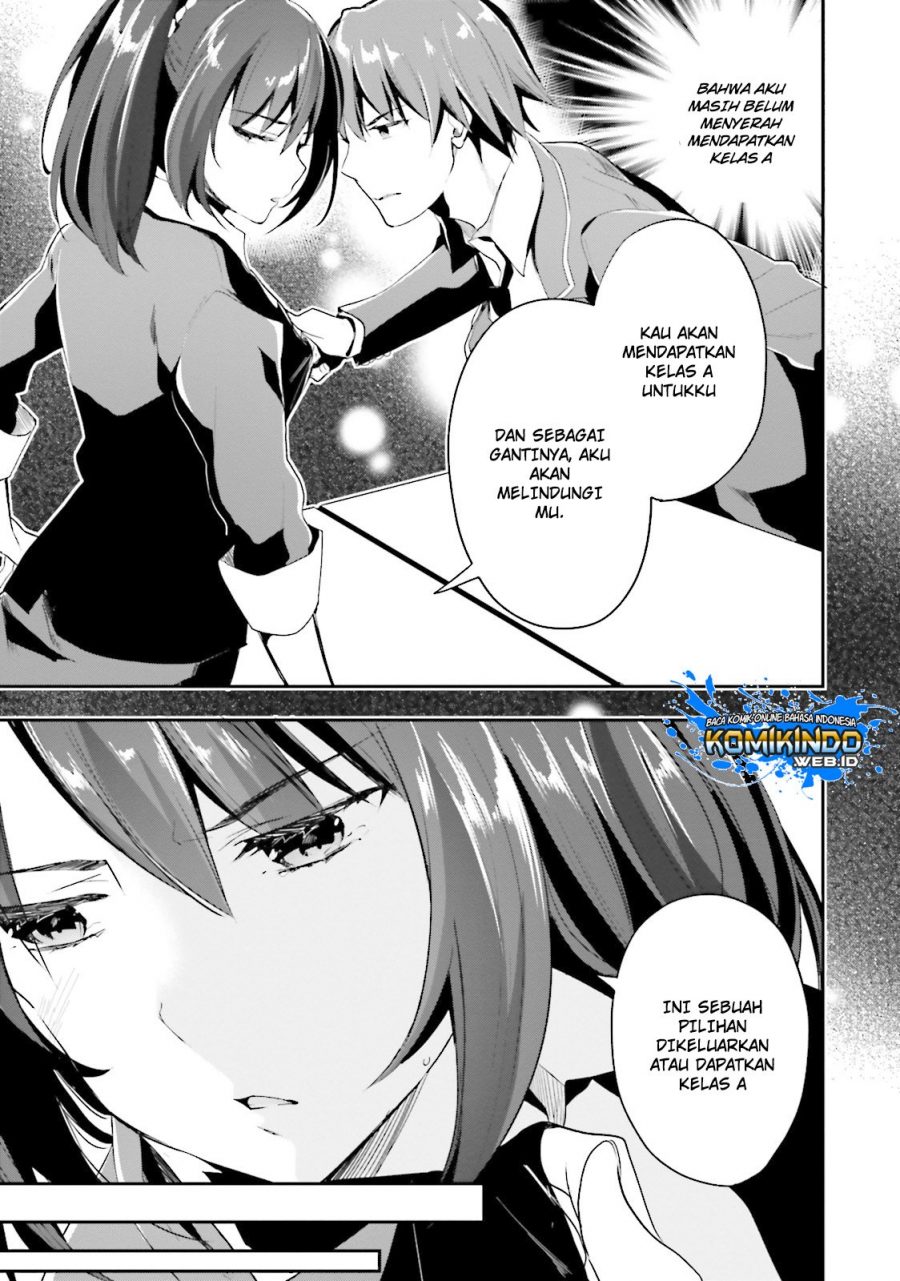 BAHWA AKU
MASIH BELUM
MENYERAH
MENDAPATKAN
KELAS A
KAU AKAN
MENDAPATKAN
KELAS A
UNTUKKU
DAN SEBAGAI
GANTINYA, AKU
AKAN
MELINDUNGI
MU.
BACA KOMIK ONLINE BAHASA INDONESIA
KOMIKINDO
WEB.ID
INI SEBUAH
PILIHAN
DIKELUARKAN
ATAU DAPATKAN
KELAS A